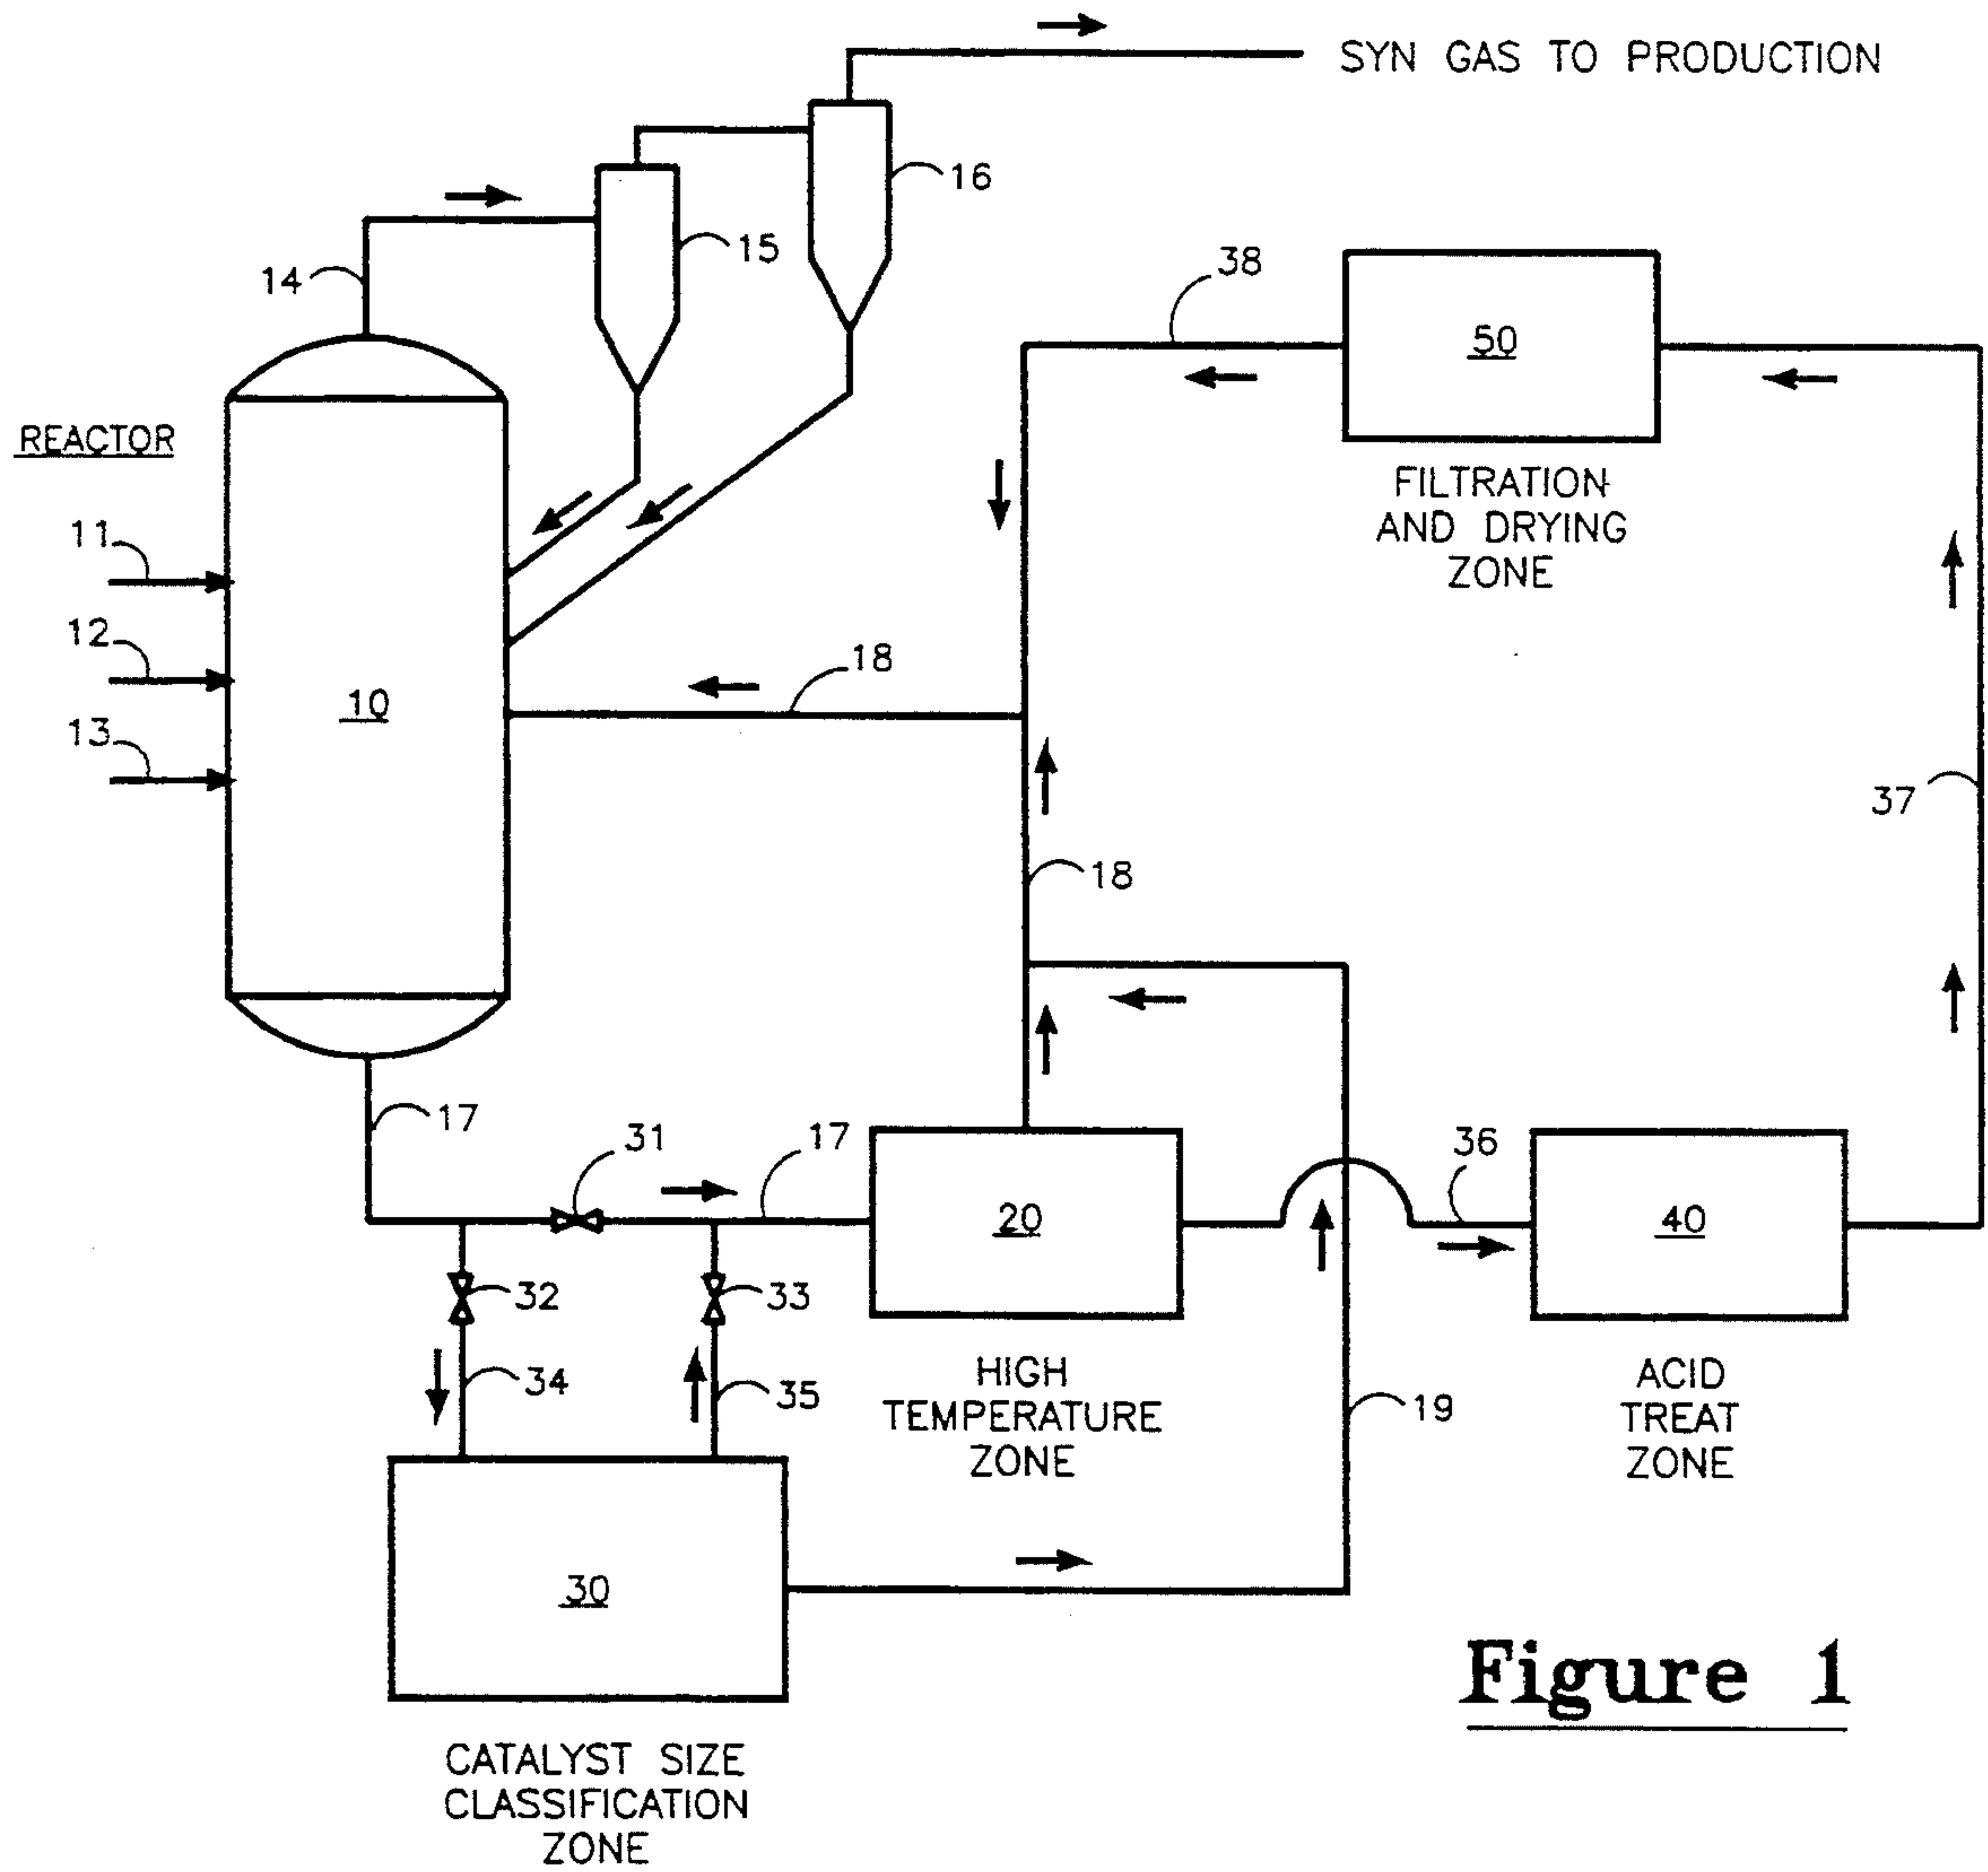 SYN GAS TO PRODUCTION
16
15
14
38
50
REACTOR
FILTRATION
AND DRYING
ZONE
11
12
18
10
13
37
18
17
31
17
36
20
40
32
33
34
35
HIGH
TEMPERATURE
ZONE
19
ACID
TREAT
ZONE
30
Figure 1
CATALYST SIZE
CLASSIFICATION
ZONE